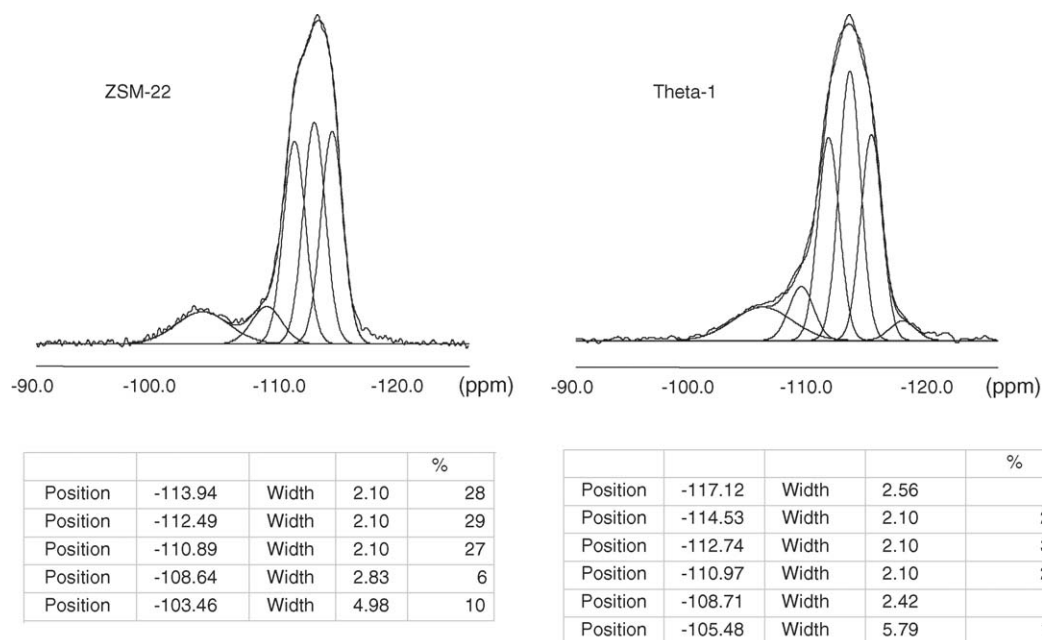 ZSM-22
Theta-1
-90.0 -100.0 -110.0 -120.0 (ppm)
-90.0 -100.0 -110.0 -120.0 (ppm)
%
Position -113.94 Width 2.10 28
Position -112.49 Width 2.10 29
Position -110.89 Width 2.10 27
Position -108.64 Width 2.83 6
Position -103.46 Width 4.98 10
%
Position -117.12 Width 2.56
Position -114.53 Width 2.10
Position -112.74 Width 2.10
Position -110.97 Width 2.10
Position -108.71 Width 2.42
Position -105.48 Width 5.79